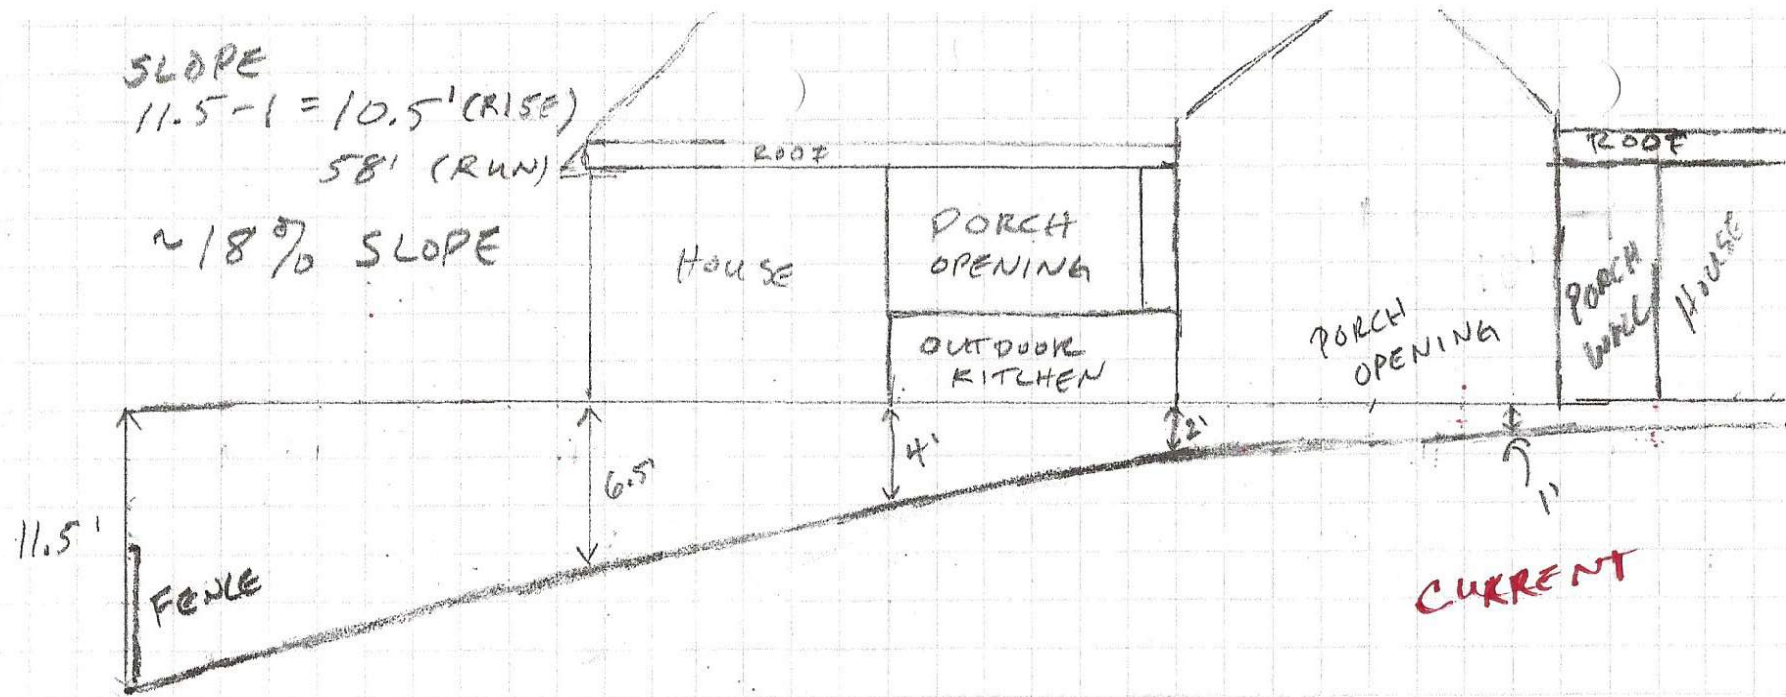 SLOPE
11.5-1 = 10.5' (RISE)
58' (RUN)
~18% SLOPE
ROOF
ROOF
HOUSE
PORCH
OPENING
OUTDOOR
KITCHEN
PORCH
OPENING
PORCH
WALL
HOUSE
11.5'
6.5'
4'
2'
1'
FENCE
CURRENT